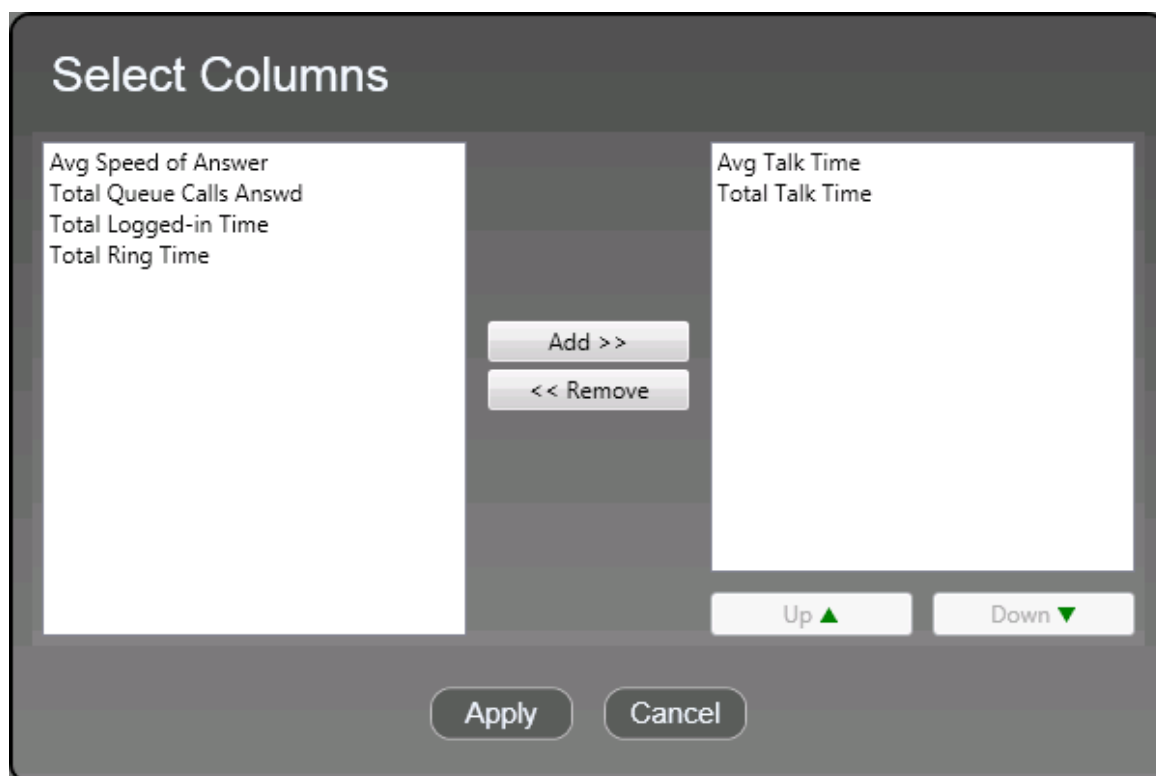 Select Columns
Avg Speed of Answer
Total Queue Calls Answd
Total Logged-in Time
Total Ring Time
Add >>
<< Remove
Avg Talk Time
Total Talk Time
Up ▲
Down ▼
Apply
Cancel